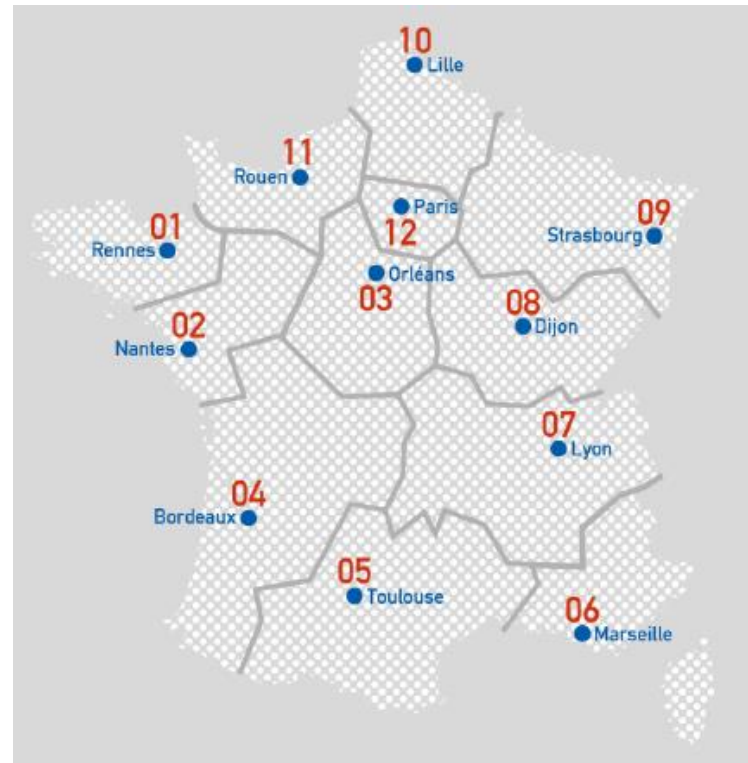 10
Lille
11
Rouen
Paris
12
01
Rennes
09
Strasbourg
Orléans
03
08
Dijon
02
Nantes
07
Lyon
04
Bordeaux
05
Toulouse
06
Marseille